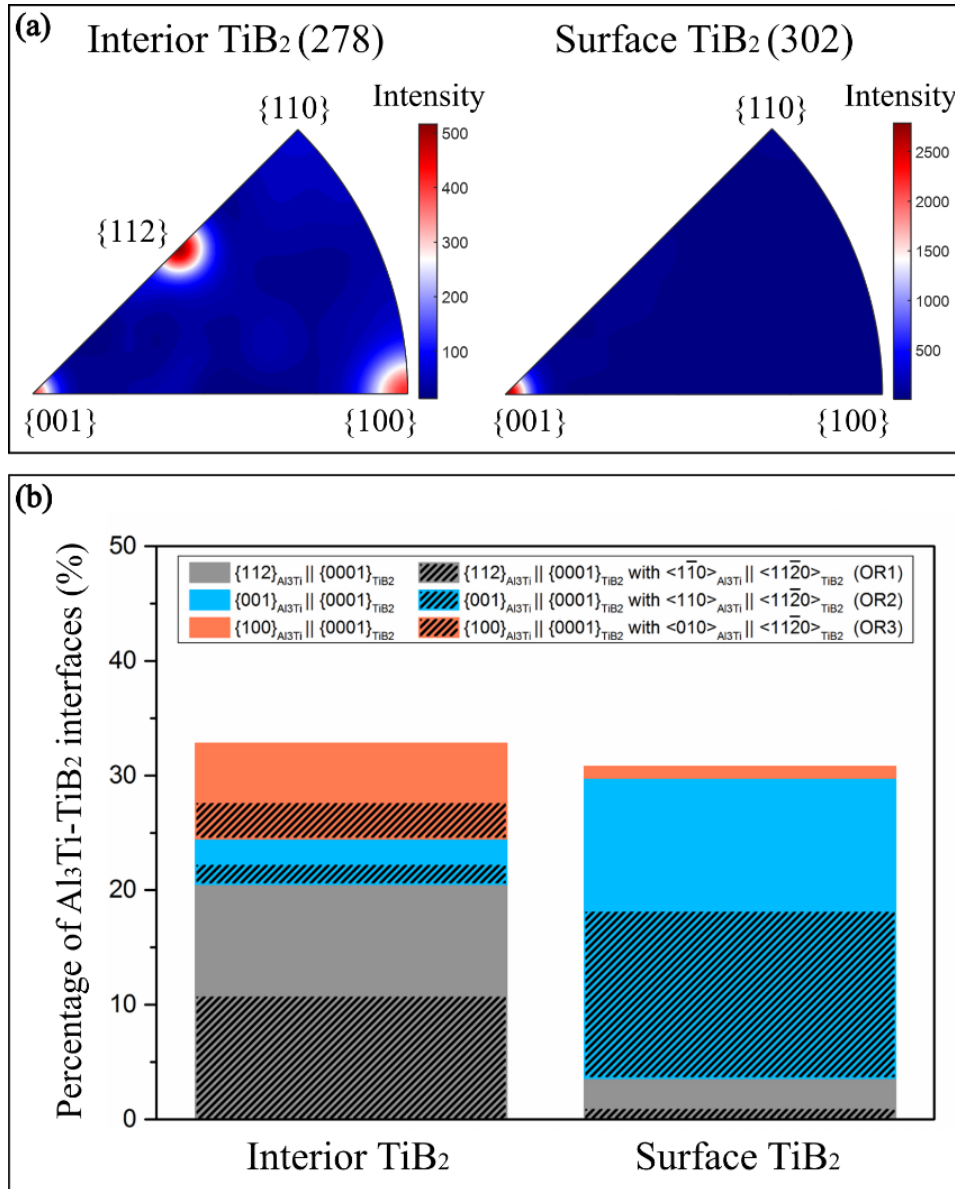 (a)
Interior TiB₂ (278)
Surface TiB₂ (302)
Intensity
{110}
500
400
300
200
100
{112}
{001}
{100}
Intensity
{110}
2500
2000
1500
1000
500
{001}
{100}
(b)
Percentage of Al₃Ti-TiB₂ interfaces (%)
50
40
30
20
10
0
{112}Al3Ti || {0001}TiB2
{112}Al3Ti || {0001}TiB2 with <11̄0>Al3Ti || <112̄0>TiB2 (OR1)
{001}Al3Ti || {0001}TiB2
{001}Al3Ti || {0001}TiB2 with <110>Al3Ti || <112̄0>TiB2 (OR2)
{100}Al3Ti || {0001}TiB2
{100}Al3Ti || {0001}TiB2 with <010>Al3Ti || <112̄0>TiB2 (OR3)
Interior TiB₂
Surface TiB₂